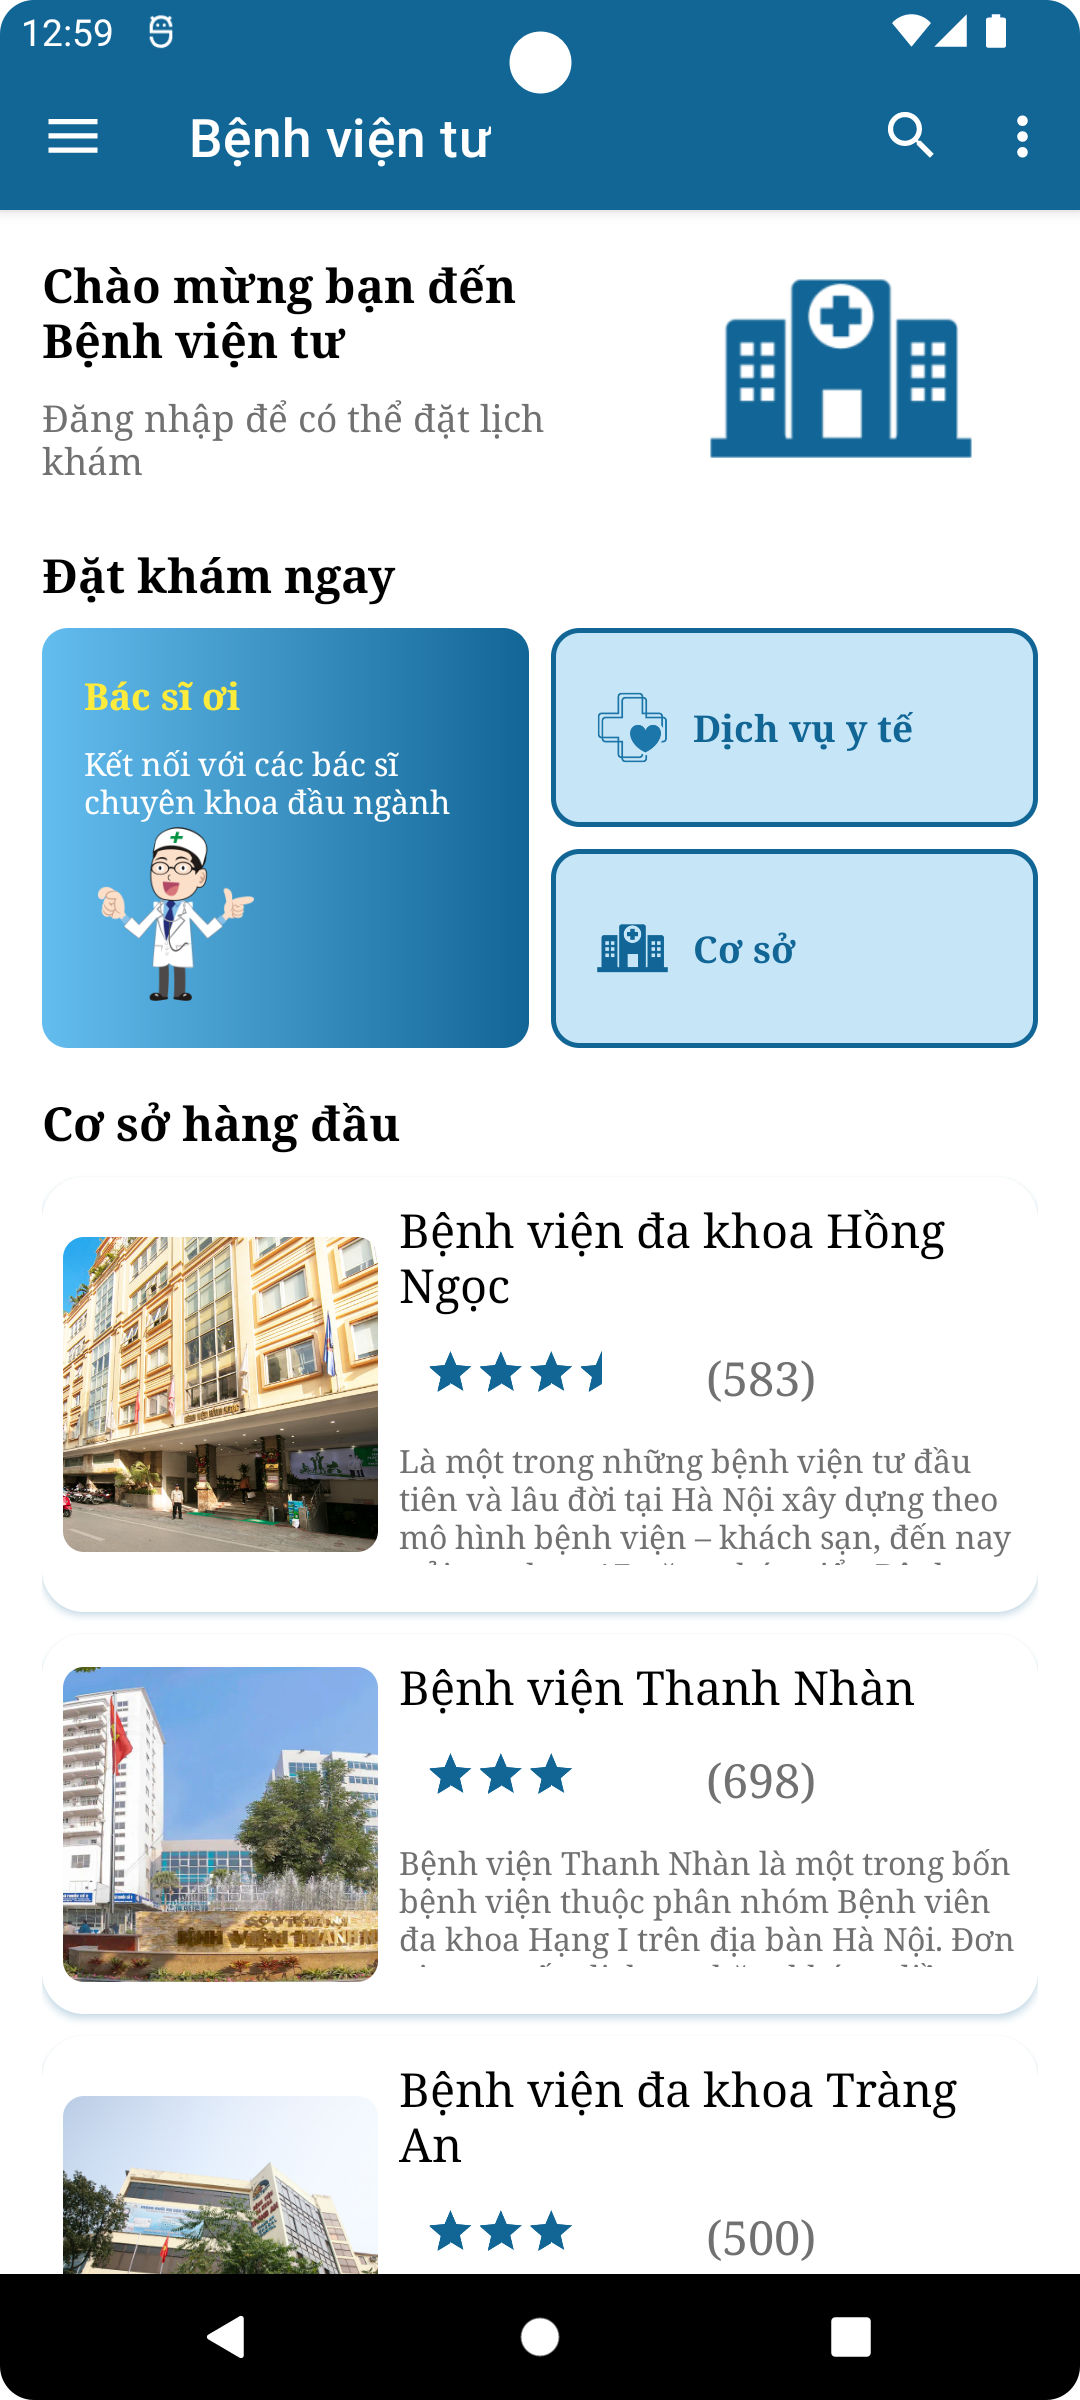 12:59
Bệnh viện tư
Chào mừng bạn đến
Bệnh viện tư
Đăng nhập để có thể đặt lịch
khám
Đặt khám ngay
Bác sĩ ơi
Kết nối với các bác sĩ
chuyên khoa đầu ngành
Dịch vụ y tế
Cơ sở
Cơ sở hàng đầu
Bệnh viện đa khoa Hồng
Ngọc
(583)
Là một trong những bệnh viện tư đầu
tiên và lâu đời tại Hà Nội xây dựng theo
mô hình bệnh viện – khách sạn, đến nay
Bệnh viện Thanh Nhàn
(698)
Bệnh viện Thanh Nhàn là một trong bốn
bệnh viện thuộc phân nhóm Bệnh viên
đa khoa Hạng I trên địa bàn Hà Nội. Đơn
Bệnh viện đa khoa Tràng
An
(500)